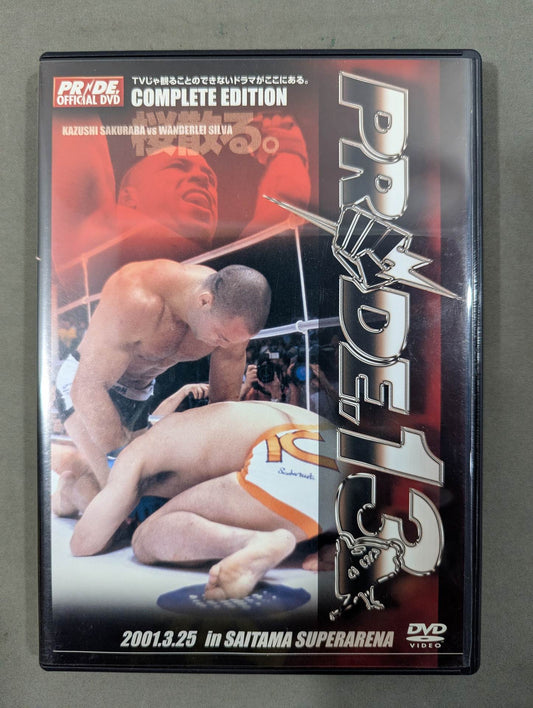 PRIDE.
OFFICIAL DVD
TVじゃ観ることのできないドラマがここにある。
COMPLETE EDITION
桜散る。
KAZUSHI SAKURABA vs WANDERLEI SILVA
PRIDE.13
2001.3.25 in SAITAMA SUPERARENA
DVD
VIDEO